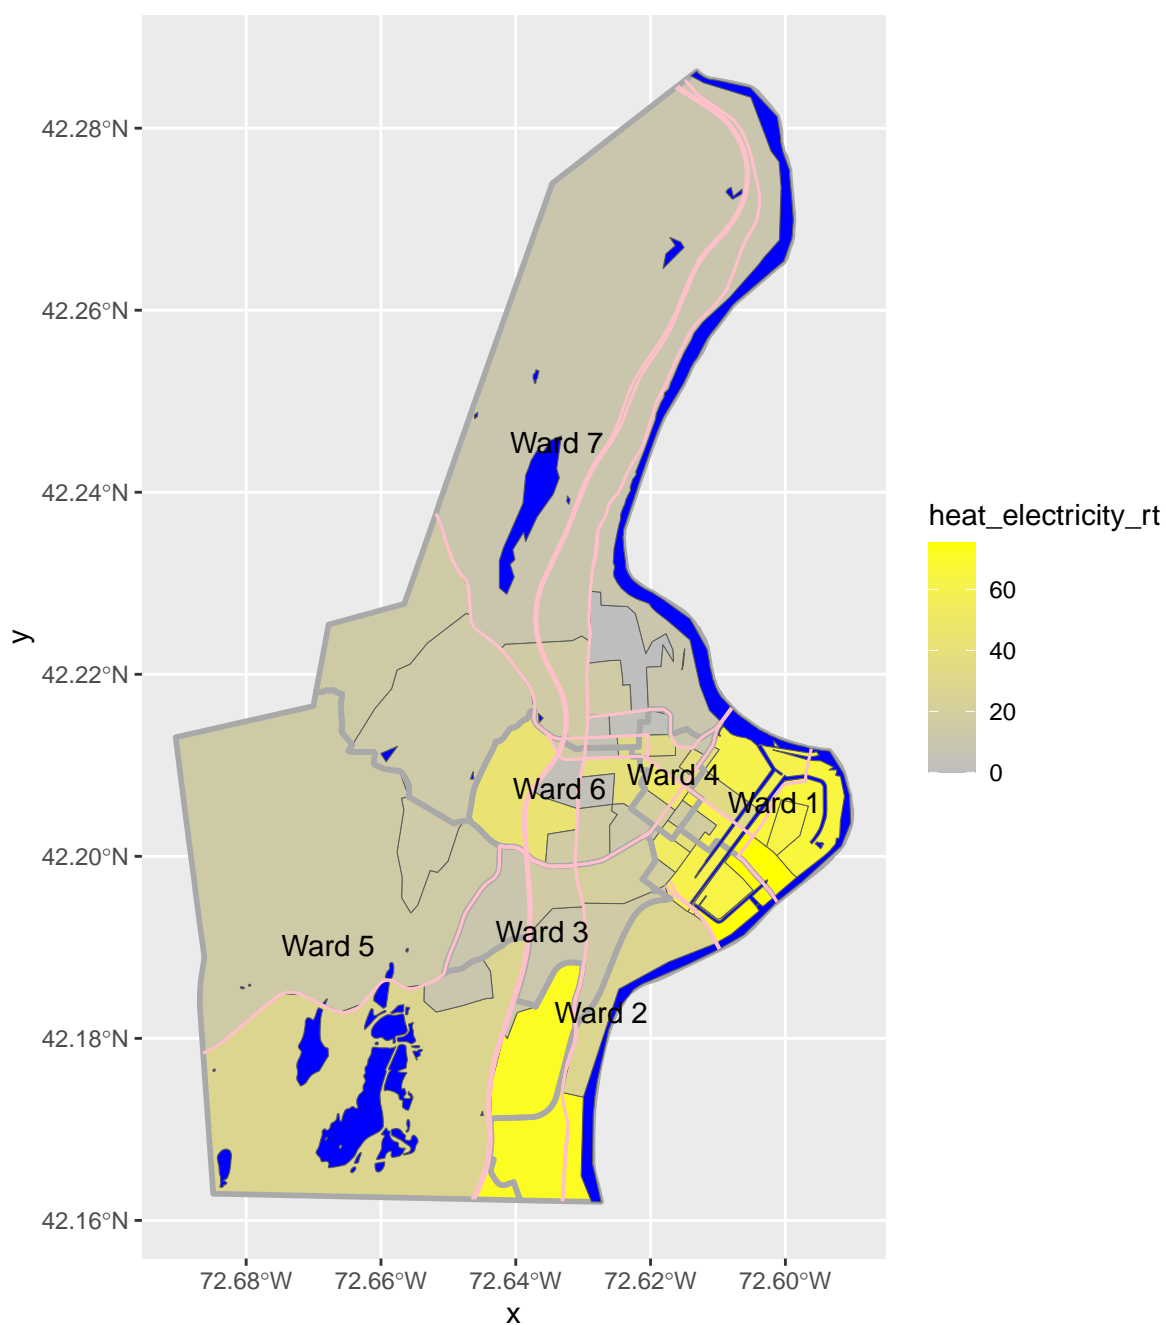 42.28°N
42.26°N
42.24°N
42.22°N
42.20°N
42.18°N
42.16°N
y
Ward 7
Ward 6
Ward 4
Ward 1
Ward 3
Ward 5
Ward 2
72.68°W
72.66°W
72.64°W
72.62°W
72.60°W
x
heat_electricity_rt
60
40
20
0